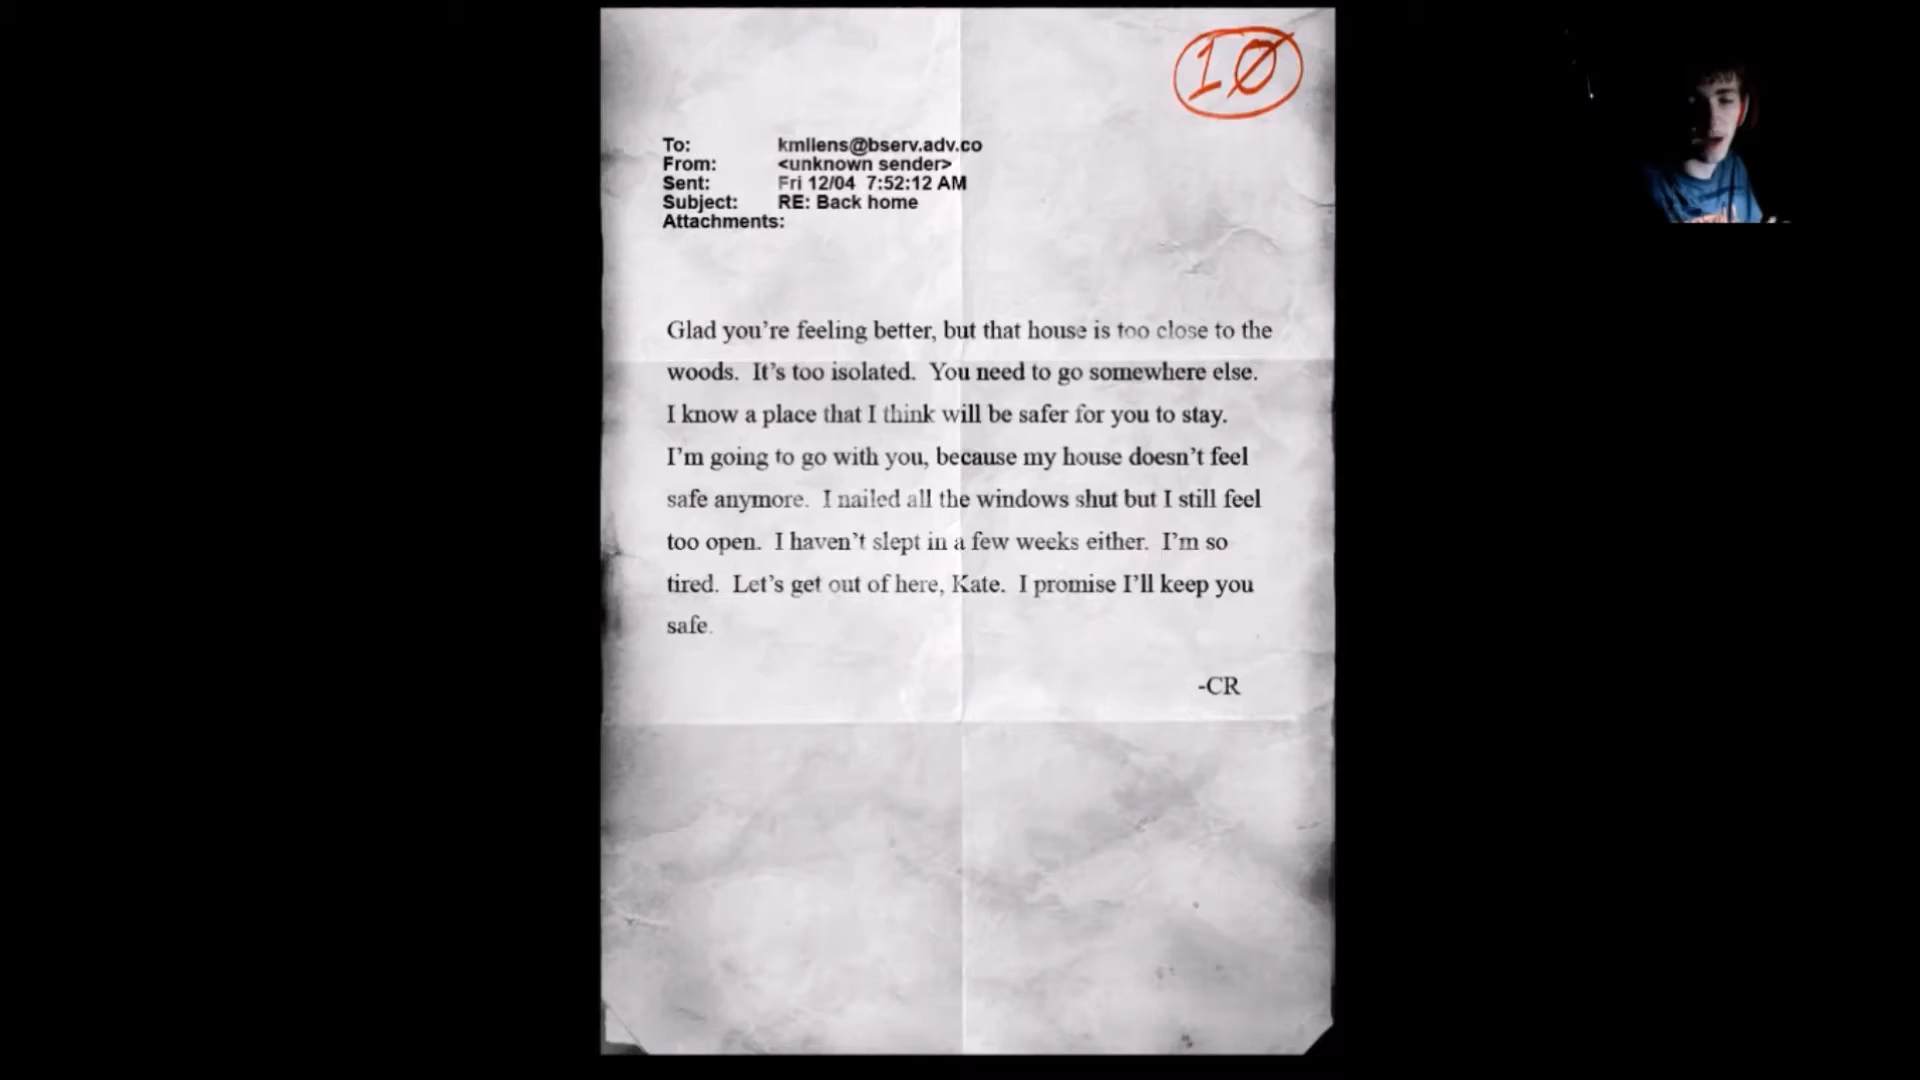 10
To: kmilens@bserv.adv.co
From: <unknown sender>
Sent: Fri 12/04 7:52:12 AM
Subject: RE: Back home
Attachments:
Glad you’re feeling better, but that house is too close to the
woods. It’s too isolated. You need to go somewhere else.
I know a place that I think will be safer for you to stay.
I’m going to go with you, because my house doesn’t feel
safe anymore. I nailed all the windows shut but I still feel
too open. I haven’t slept in a few weeks either. I’m so
tired. Let’s get out of here, Kate. I promise I’ll keep you
safe.
-CR